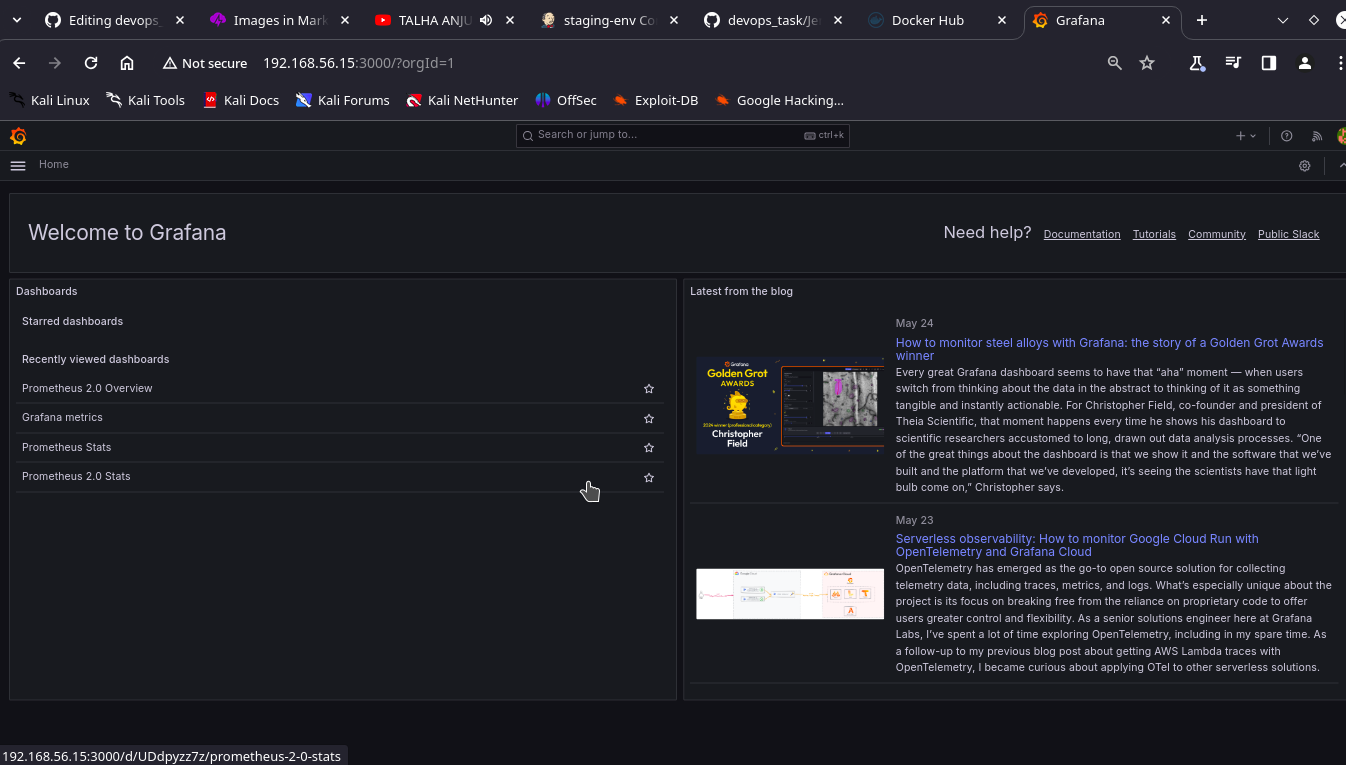 Editing devops_
Images in Mark
TALHA ANJU
staging-env Co
devops_task/Je
Docker Hub
Grafana
Not secure
192.168.56.15:3000/?orgId=1
Kali Linux
Kali Tools
Kali Docs
Kali Forums
Kali NetHunter
OffSec
Exploit-DB
Google Hacking...
Search or jump to...
ctrl+k
Home
Welcome to Grafana
Need help?
Documentation
Tutorials
Community
Public Slack
Dashboards
Starred dashboards
Recently viewed dashboards
Prometheus 2.0 Overview
Grafana metrics
Prometheus Stats
Prometheus 2.0 Stats
Latest from the blog
Grafana
Golden Grot
AWARDS
Christopher
Field
May 24
How to monitor steel alloys with Grafana: the story of a Golden Grot Awards
winner
Every great Grafana dashboard seems to have that “aha” moment — when users
switch from thinking about the data in the abstract to thinking of it as something
tangible and instantly actionable. For Christopher Field, co-founder and president of
Theia Scientific, that moment happens every time he shows his dashboard to
scientific researchers accustomed to long, drawn out data analysis processes. “One
of the great things about the dashboard is that we show it and the software that we’ve
built and the platform that we’ve developed, it’s seeing the scientists have that light
bulb come on,” Christopher says.
May 23
Serverless observability: How to monitor Google Cloud Run with
OpenTelemetry and Grafana Cloud
OpenTelemetry has emerged as the go-to open source solution for collecting
telemetry data, including traces, metrics, and logs. What’s especially unique about the
project is its focus on breaking free from the reliance on proprietary code to offer
users greater control and flexibility. As a senior solutions engineer here at Grafana
Labs, I’ve spent a lot of time exploring OpenTelemetry, including in my spare time. As
a follow-up to my previous blog post about getting AWS Lambda traces with
OpenTelemetry, I became curious about applying OTel to other serverless solutions.
192.168.56.15:3000/d/UDdpyzz7z/prometheus-2-0-stats